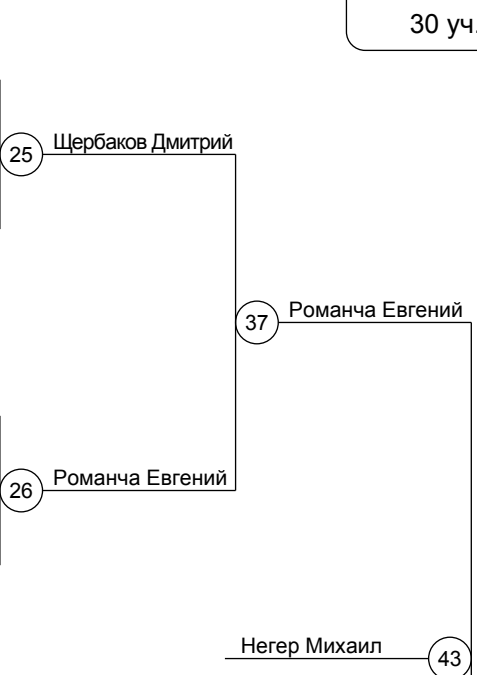 30 уч.
25 Щербаков Дмитрий
37 Романча Евгений
26 Романча Евгений
Негер Михаил 43